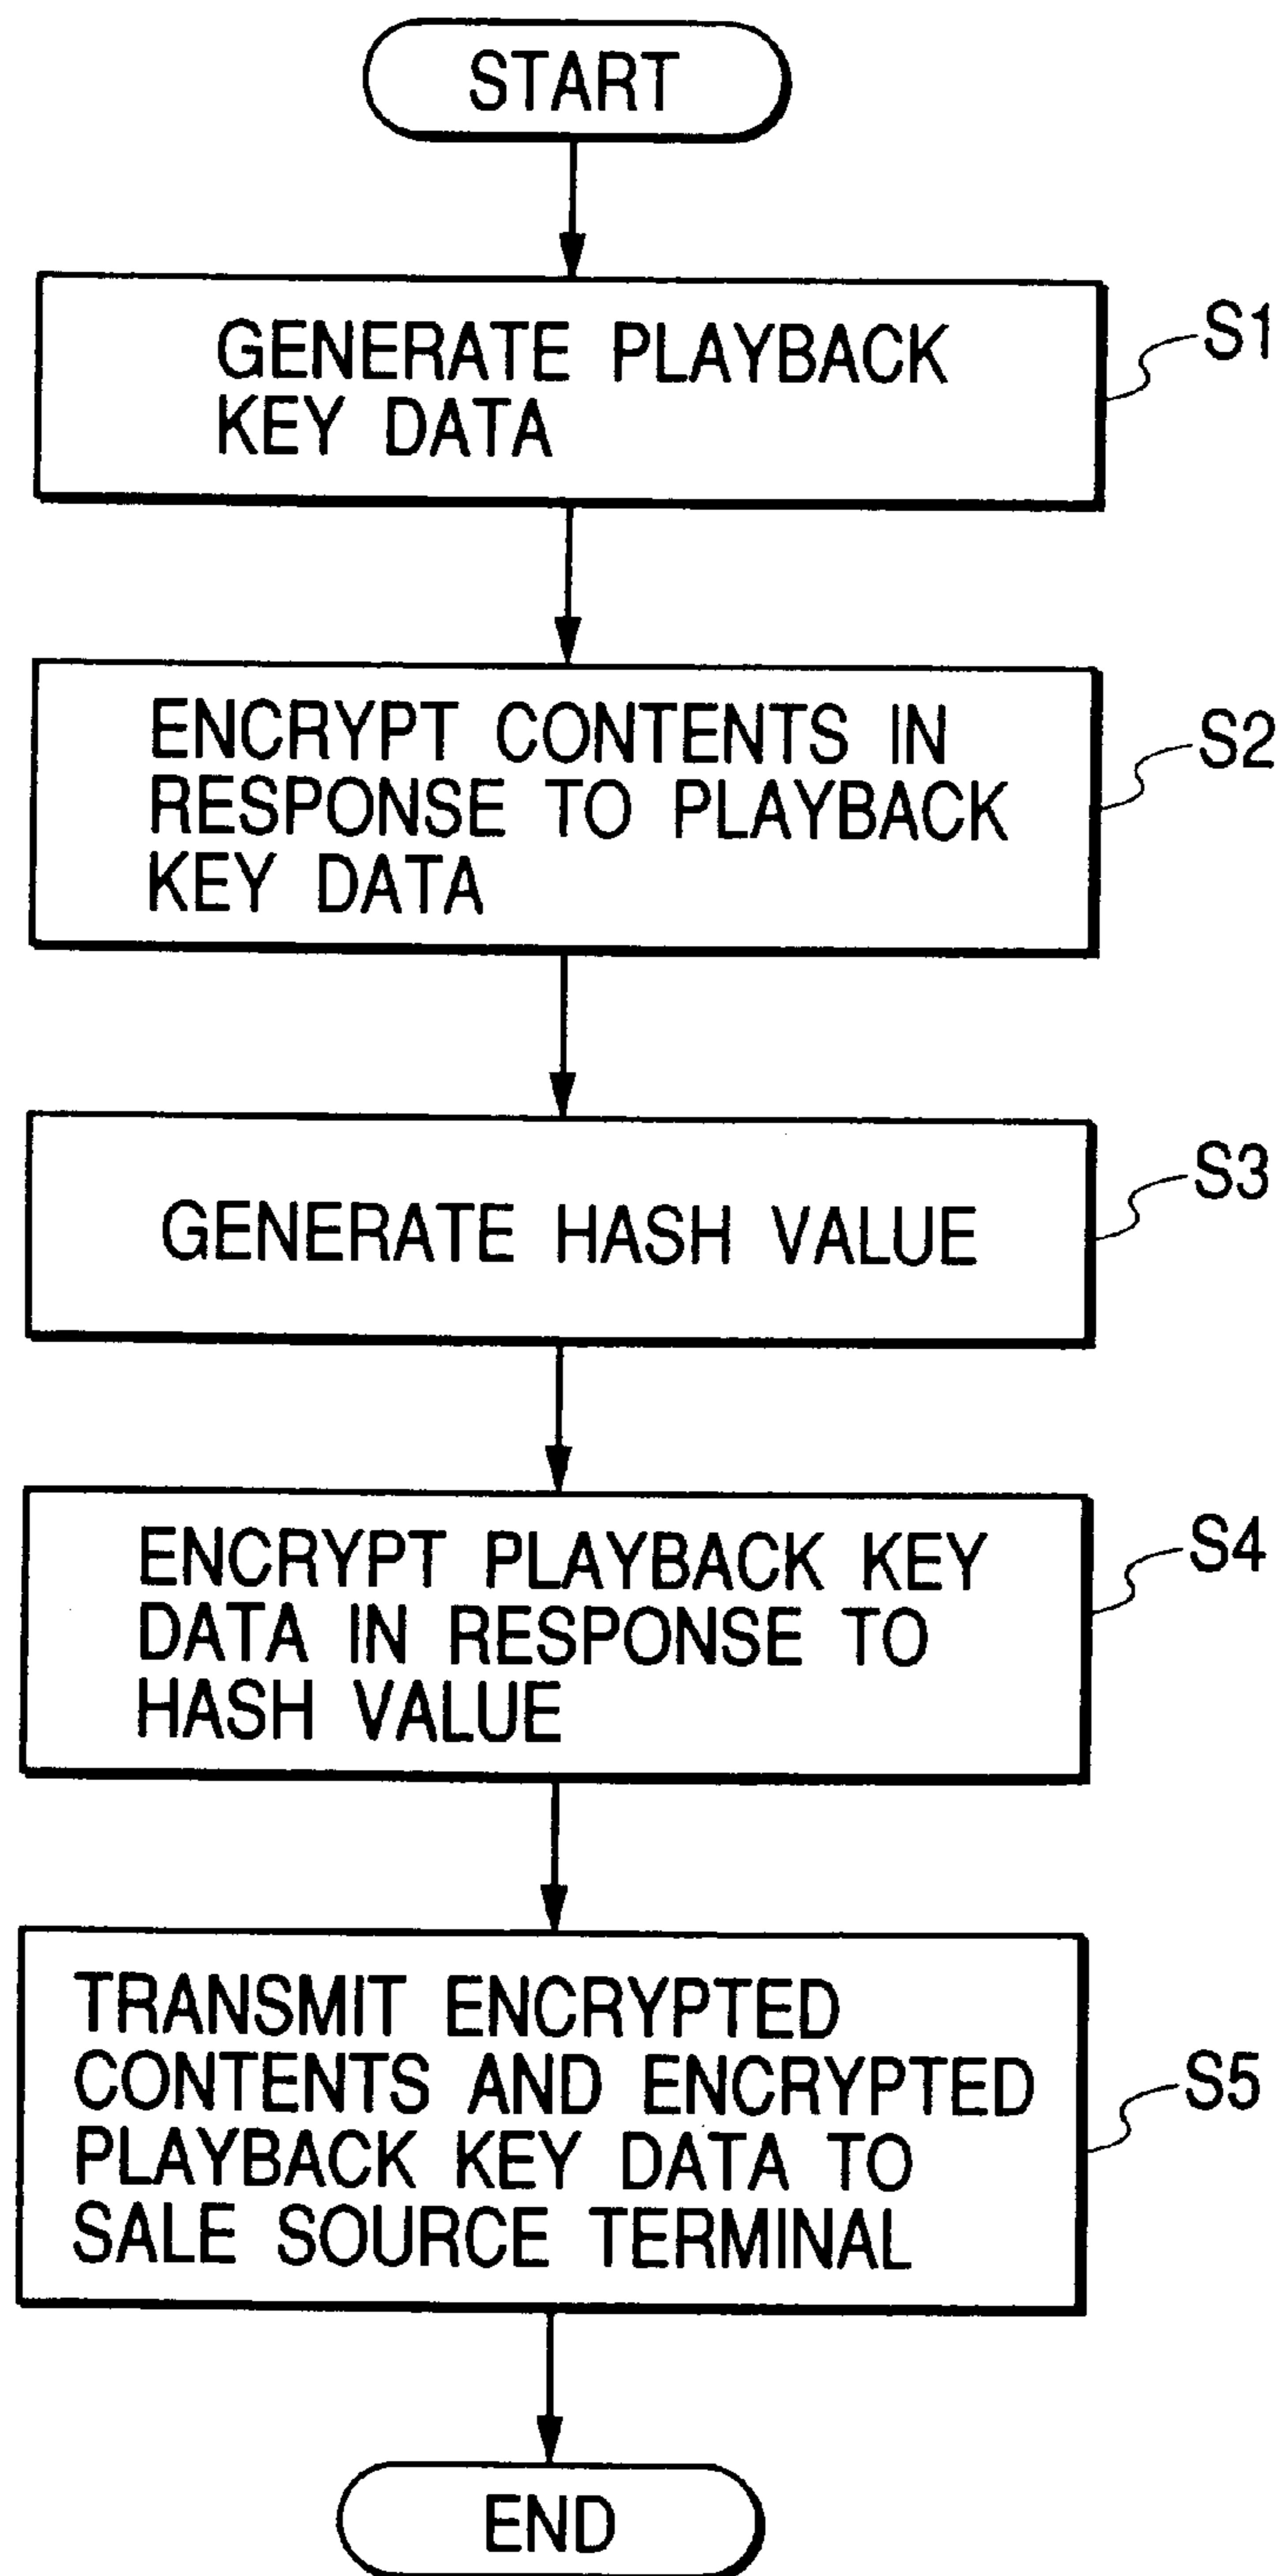 START
GENERATE PLAYBACK
KEY DATA
S1
ENCRYPT CONTENTS IN
RESPONSE TO PLAYBACK
KEY DATA
S2
GENERATE HASH VALUE
S3
ENCRYPT PLAYBACK KEY
DATA IN RESPONSE TO
HASH VALUE
S4
TRANSMIT ENCRYPTED
CONTENTS AND ENCRYPTED
PLAYBACK KEY DATA TO
SALE SOURCE TERMINAL
S5
END